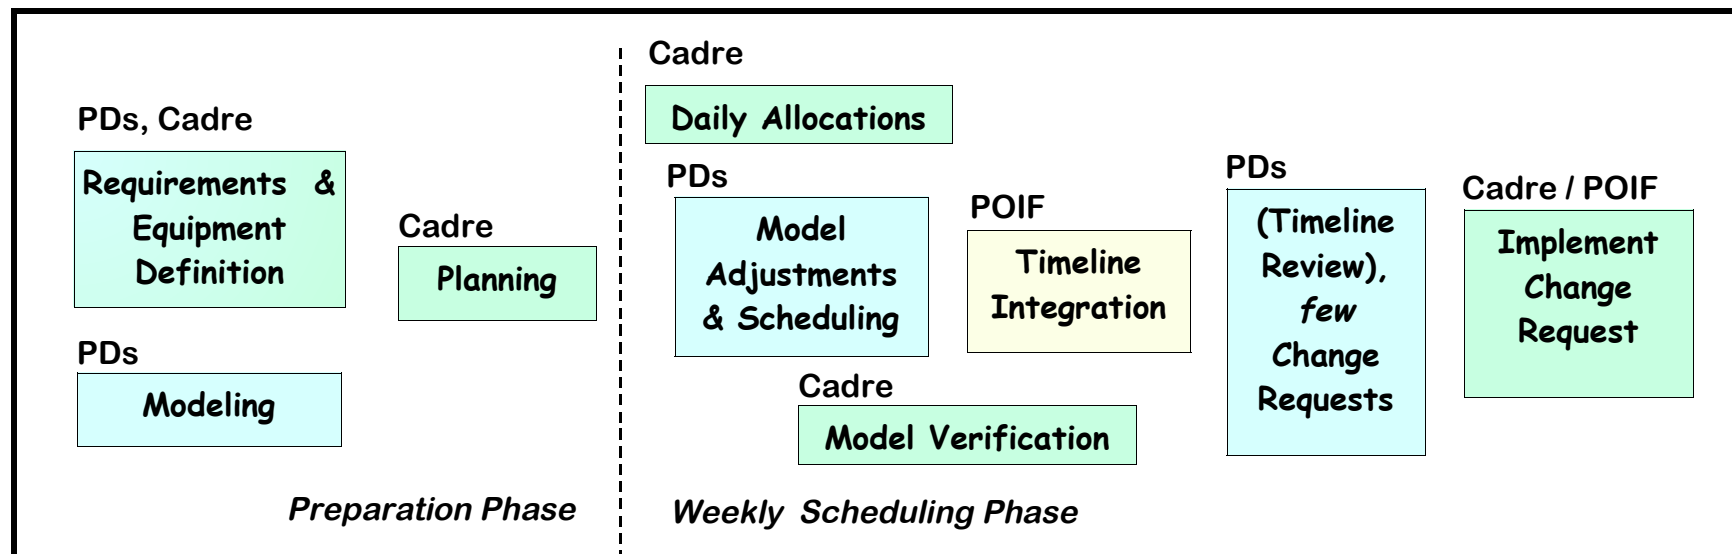 PDs, Cadre
Requirements & 
Equipment
Definition
PDs
Modeling
Cadre
Planning
Preparation Phase
Cadre
Daily Allocations
PDs
Model
Adjustments
& Scheduling
POIF
Timeline
Integration
Cadre
Model Verification
PDs
(Timeline
Review),
few
Change
Requests
Cadre / POIF
Implement
Change
Request
Weekly Scheduling Phase